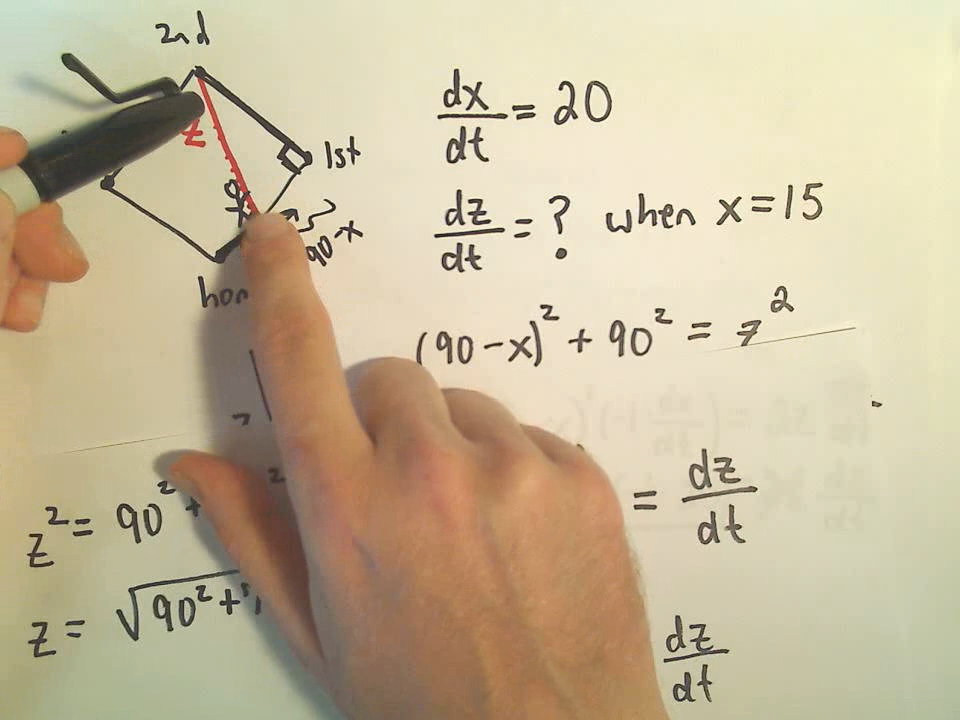 2nd
z
1st
x
90-x
dx/dt = 20
dz/dt = ? when x=15
(90-x)² + 90² = z²
= dz/dt
z² = 90² +
z = √90² +
dz/dt